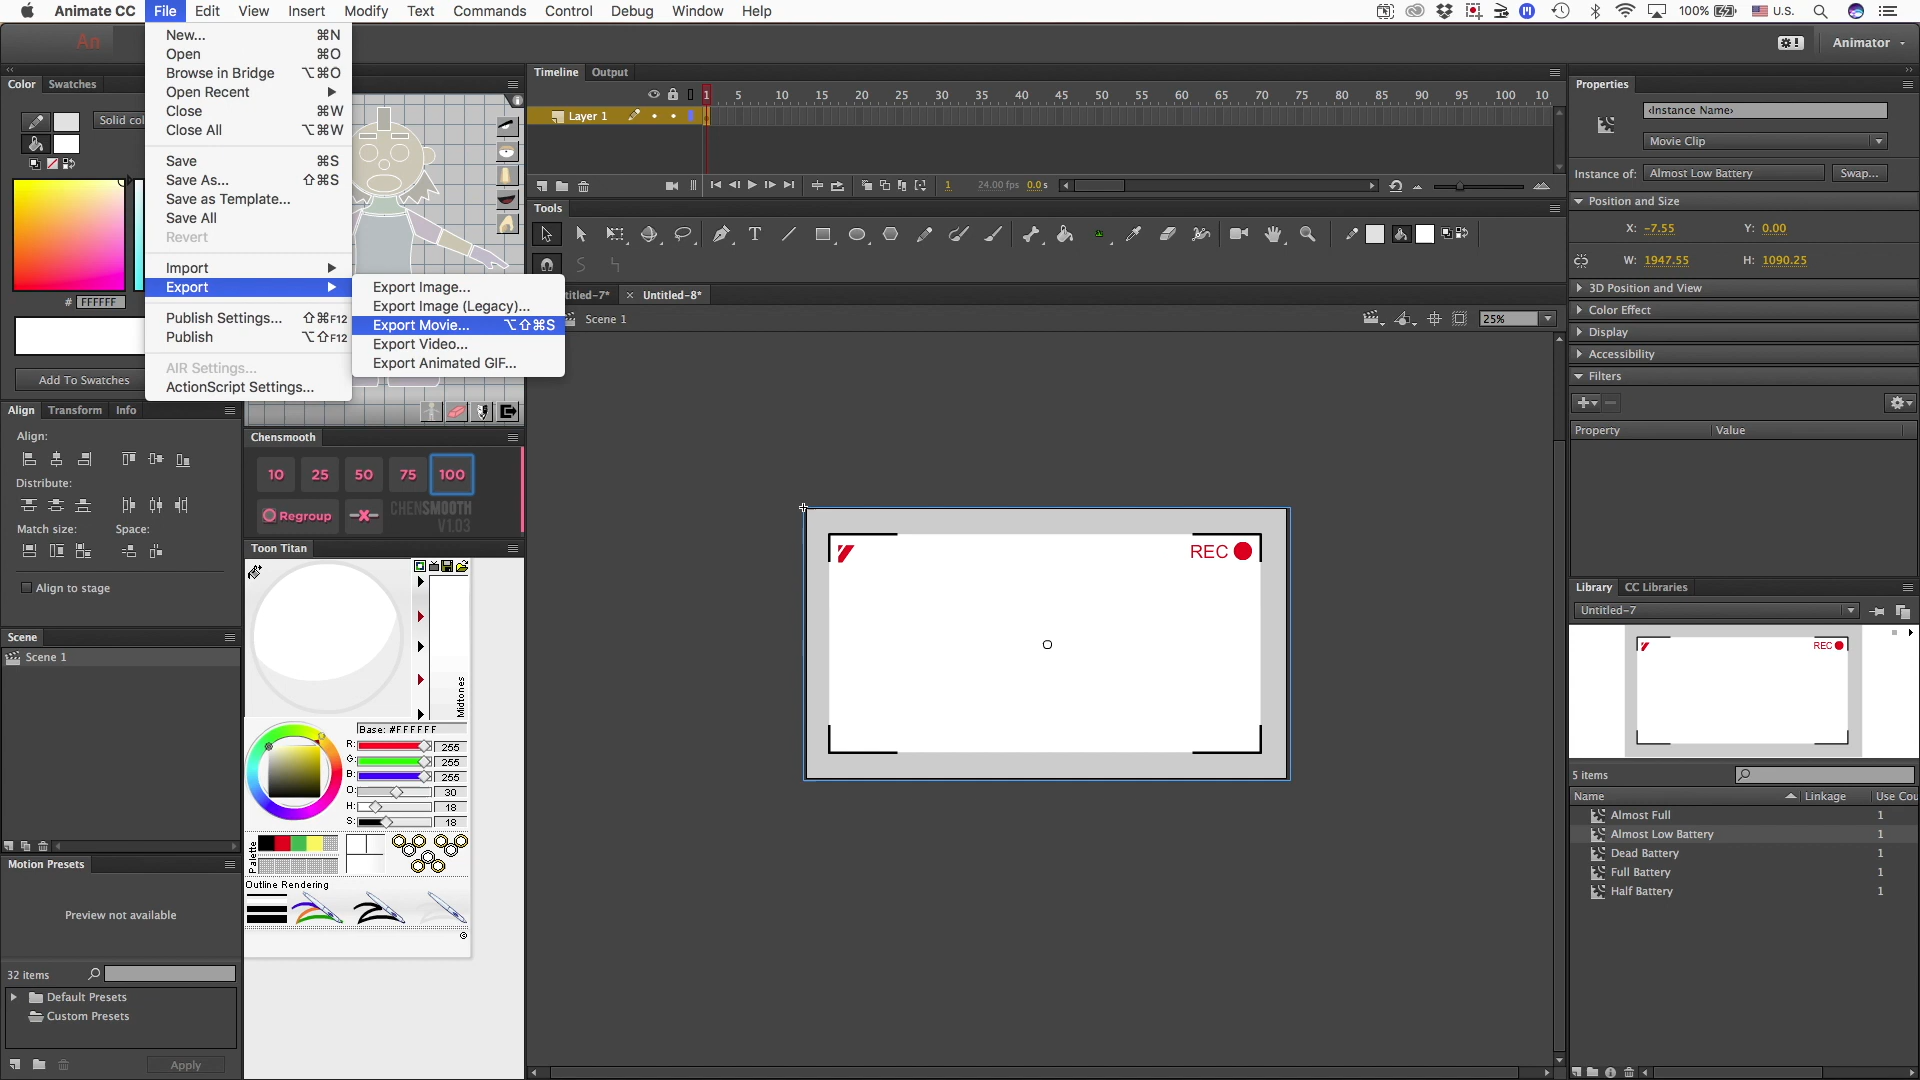 Animate CC File Edit View Insert Modify Text Commands Control Debug Window Help 100% U.S.
An
Animator
New... ⌘N
Open ⌘O
Browse in Bridge ⌥⌘O
Open Recent
Close ⌘W
Close All ⌥⌘W
Save ⌘S
Save As... ⇧⌘S
Save as Template...
Save All
Revert
Import
Export
Publish Settings... ⇧⌘F12
Publish ⌥⇧F12
AIR Settings...
ActionScript Settings...
Export Image...
Export Image (Legacy)...
Export Movie... ⌥⇧⌘S
Export Video...
Export Animated GIF...
Color Swatches
Solid col
# FFFFFF
Add To Swatches
Align Transform Info
Align:
Distribute:
Match size: Space:
Align to stage
Scene
Scene 1
Motion Presets
Preview not available
32 items
Default Presets
Custom Presets
Apply
Chensmooth
10 25 50 75 100
Regroup
CHENSMOOTH
V1.03
Toon Titan
Midtones
Base: #FFFFFF
R: 255
G: 255
B: 255
O: 30
H: 18
S: 18
Palette
Outline Rendering
Timeline Output
1 5 10 15 20 25 30 35 40 45 50 55 60 65 70 75 80 85 90 95 100 10
Layer 1
1 24.00 fps 0.0 s
Tools
titled-7* × Untitled-8*
Scene 1
25%
REC
Properties
<Instance Name>
Movie Clip
Instance of: Almost Low Battery Swap...
Position and Size
X: -7.55 Y: 0.00
W: 1947.55 H: 1090.25
3D Position and View
Color Effect
Display
Accessibility
Filters
Property Value
Library CC Libraries
Untitled-7
REC
5 items
Name Linkage Use Cou
Almost Full 1
Almost Low Battery 1
Dead Battery 1
Full Battery 1
Half Battery 1